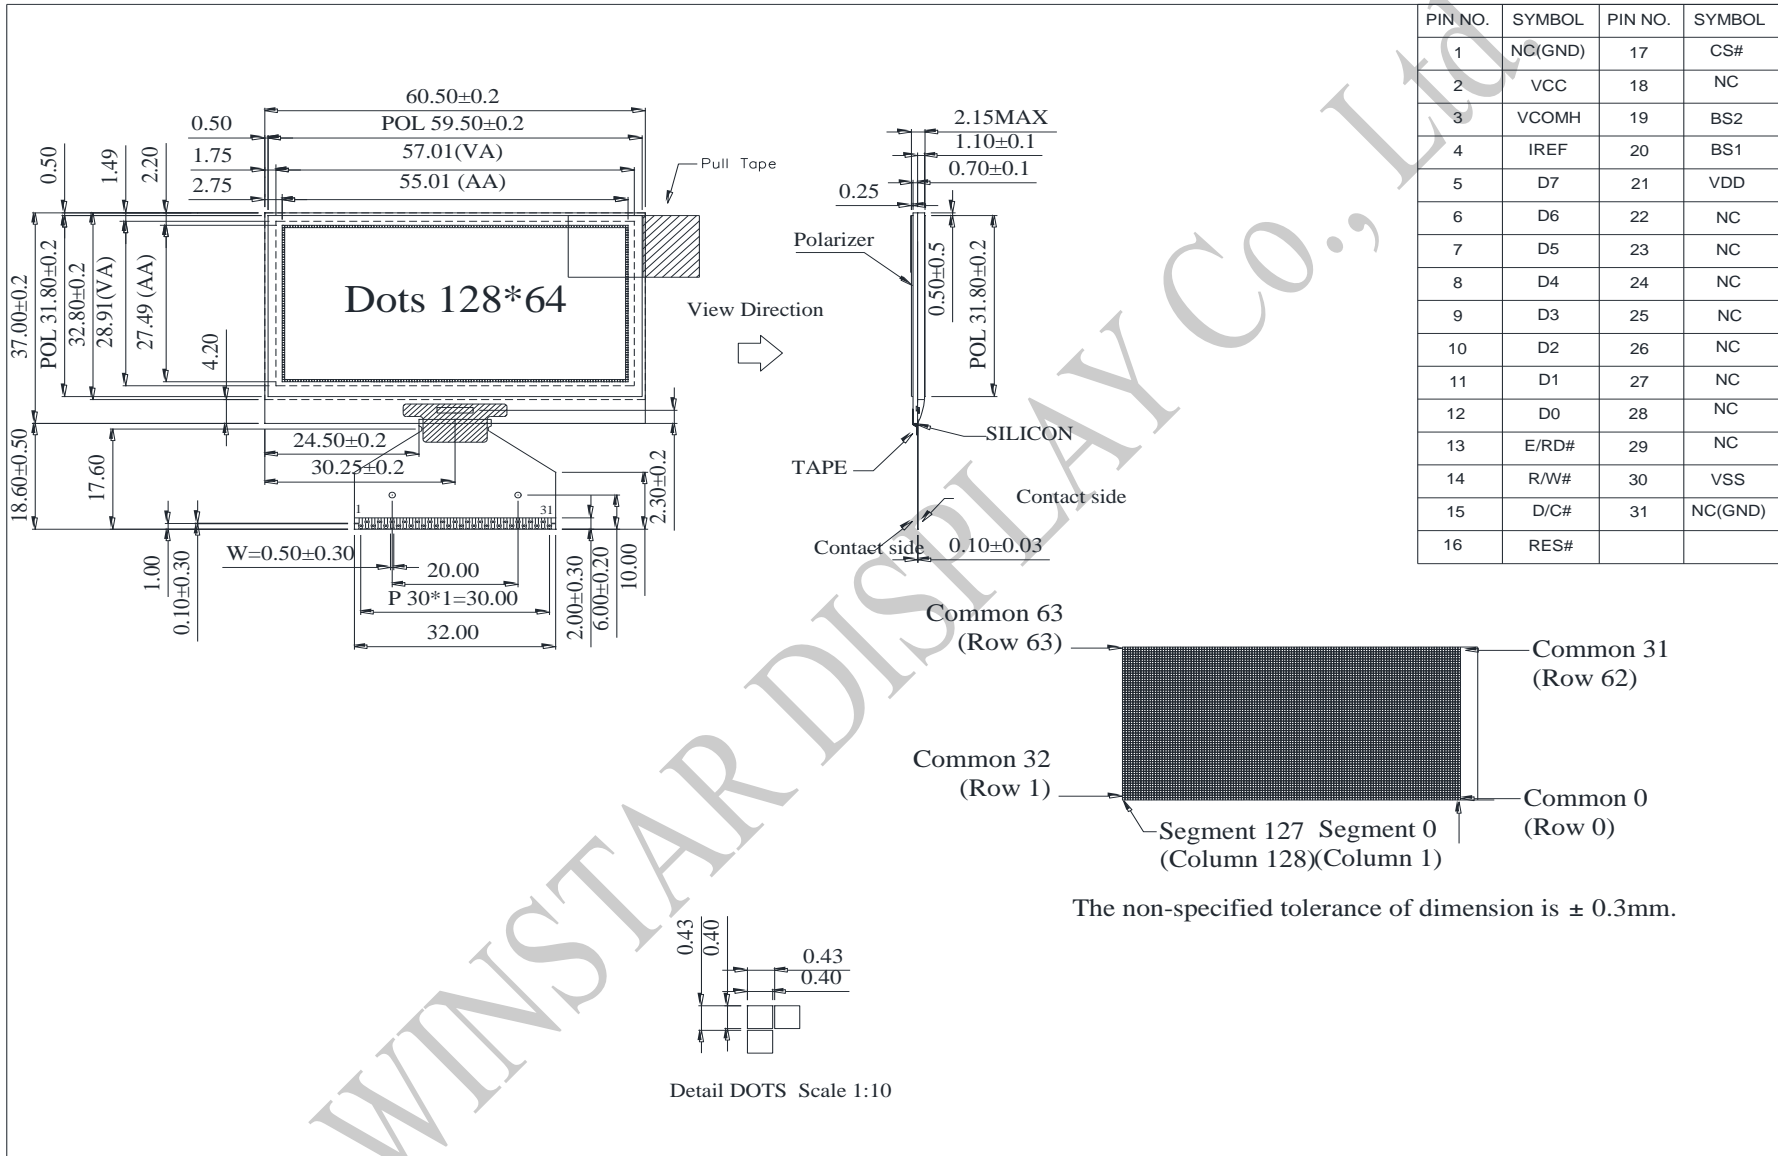 60.50±0.2
0.50
POL 59.50±0.2
1.75
57.01(VA)
2.75
55.01 (AA)
0.50
1.49
2.20
Pull Tape
37.00±0.2
POL 31.80±0.2
32.80±0.2
28.91(VA)
27.49 (AA)
4.20
Dots 128*64
View Direction
18.60±0.50
17.60
24.50±0.2
30.25±0.2
2.30±0.2
1
31
1.00
0.10±0.30
W=0.50±0.30
20.00
P 30*1=30.00
32.00
2.00±0.30
6.00±0.20
10.00
2.15MAX
1.10±0.1
0.70±0.1
0.25
Polarizer
0.50±0.5
POL 31.80±0.2
SILICON
TAPE
Contact side
Contact side
0.10±0.03
PIN NO. SYMBOL PIN NO. SYMBOL
1 NC(GND) 17 CS#
2 VCC 18 NC
3 VCOMH 19 BS2
4 IREF 20 BS1
5 D7 21 VDD
6 D6 22 NC
7 D5 23 NC
8 D4 24 NC
9 D3 25 NC
10 D2 26 NC
11 D1 27 NC
12 D0 28 NC
13 E/RD# 29 NC
14 R/W# 30 VSS
15 D/C# 31 NC(GND)
16 RES#
Common 63
(Row 63)
Common 31
(Row 62)
Common 32
(Row 1)
Common 0
(Row 0)
Segment 127 Segment 0
(Column 128)(Column 1)
The non-specified tolerance of dimension is ± 0.3mm.
0.43
0.40
0.43
0.40
Detail DOTS Scale 1:10
WINSTAR DISPLAY Co., Ltd.